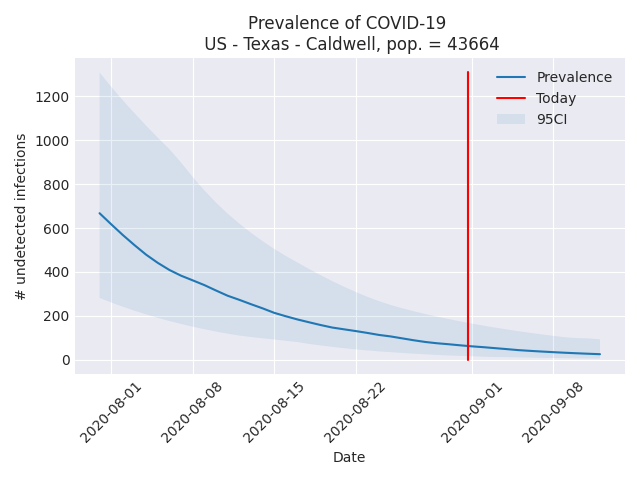 Prevalence of COVID-19
US - Texas - Caldwell, pop. = 43664
Prevalence
Today
95CI
# undetected infections
1200
1000
800
600
400
200
0
2020-08-01
2020-08-08
2020-08-15
2020-08-22
2020-09-01
2020-09-08
Date